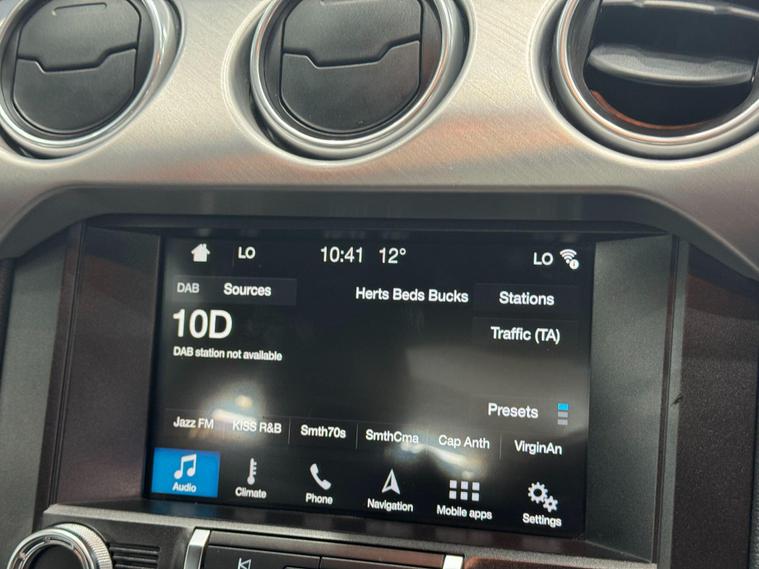 LO 10:41 12° LO
DAB Sources Herts Beds Bucks Stations
10D Traffic (TA)
DAB station not available
Presets
Jazz FM KISS R&B Smth70s SmthCma Cap Anth VirginAn
Audio Climate Phone Navigation Mobile apps Settings